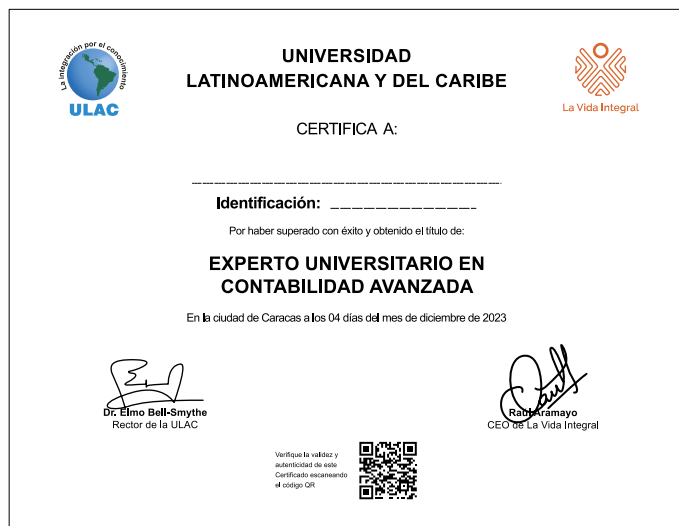 La integración por el conocimiento
ULAC
UNIVERSIDAD
LATINOAMERICANA Y DEL CARIBE
La Vida Integral
CERTIFICA A:
Identificación:
Por haber superado con éxito y obtenido el título de:
EXPERTO UNIVERSITARIO EN
CONTABILIDAD AVANZADA
En la ciudad de Caracas a los 04 días del mes de diciembre de 2023
Dr. Elmo Bell-Smythe
Rector de la ULAC
Raúl Aramayo
CEO de La Vida Integral
Verifique la validez y
autenticidad de este
Certificado escaneando
el código QR